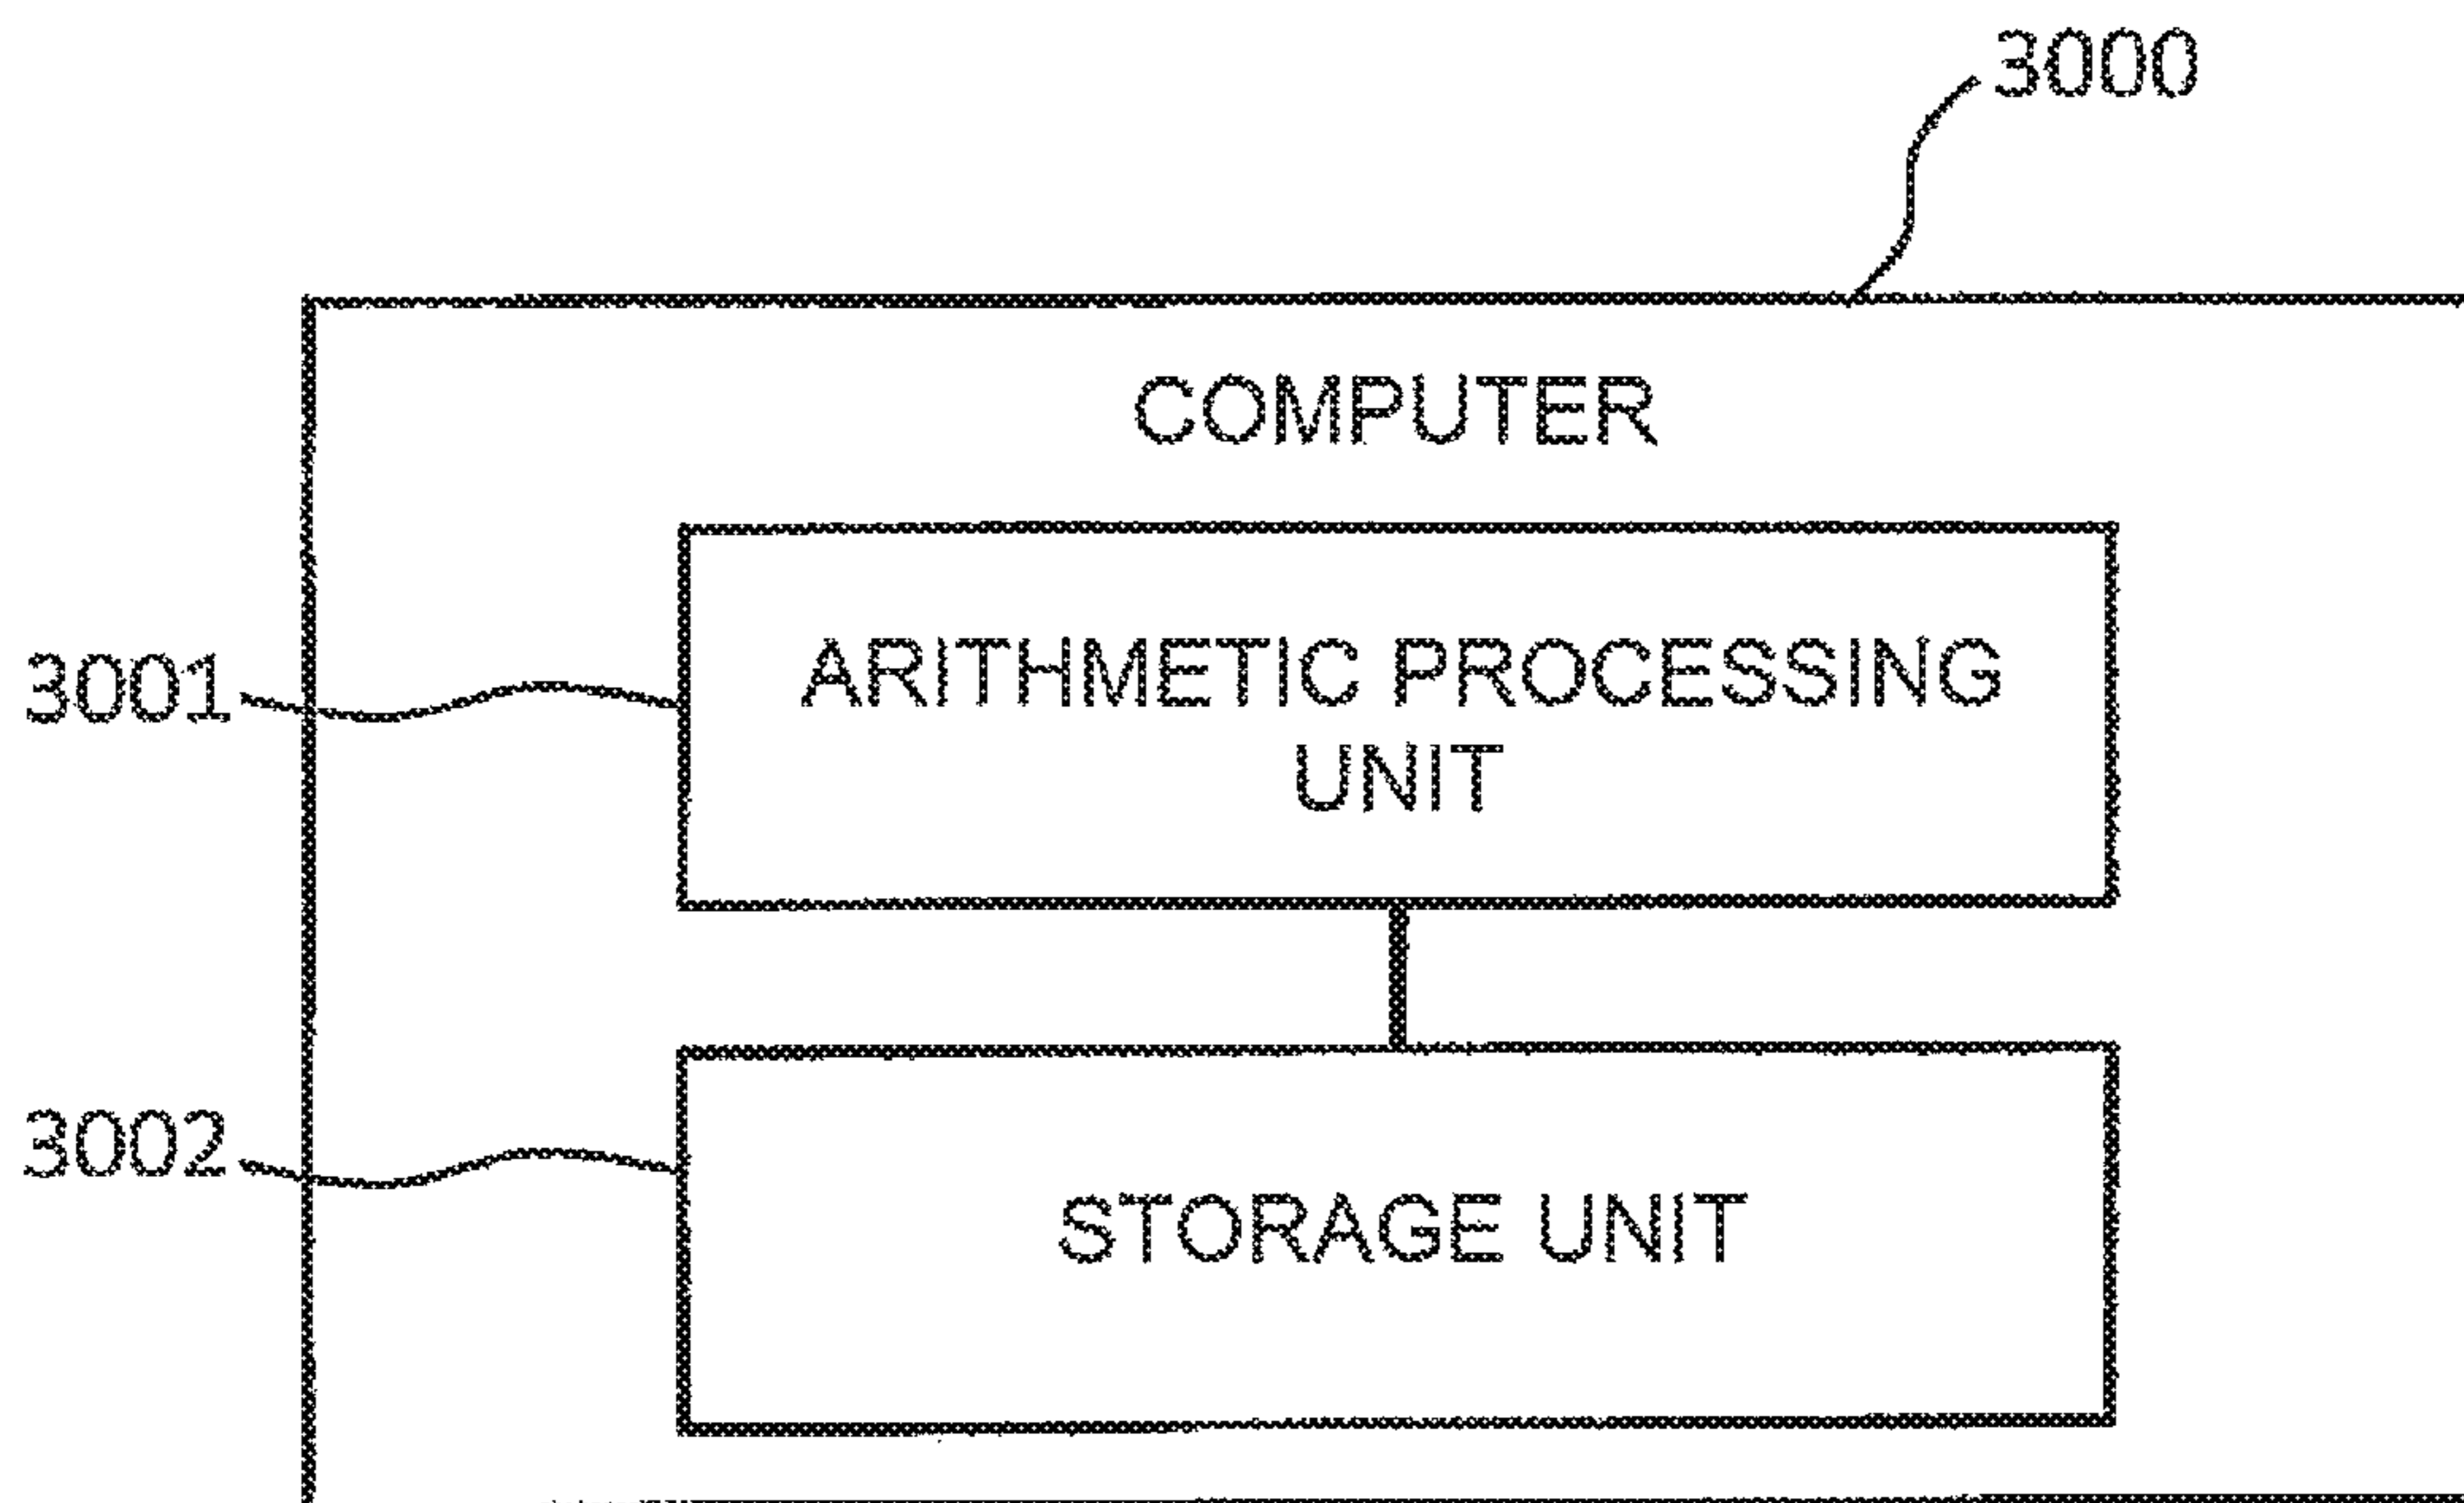 3000
COMPUTER
3001
ARITHMETIC PROCESSING
UNIT
3002
STORAGE UNIT